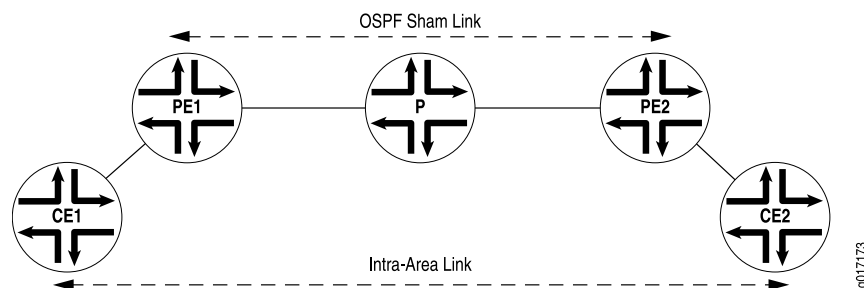 OSPF Sham Link
PE1
P
PE2
CE1
CE2
Intra-Area Link
g017173